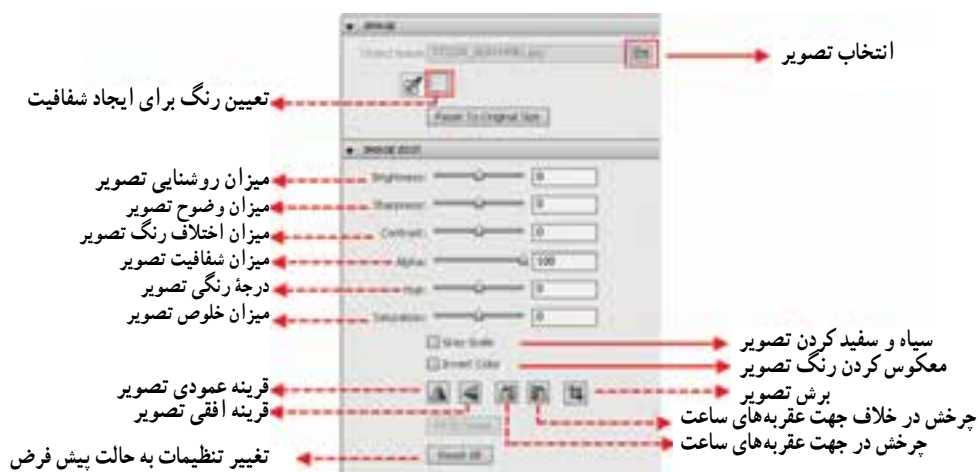 IMAGE
انتخاب تصویر
تعیین رنگ برای ایجاد شفافیت
Reset To Original Size
IMAGE EDIT
میزان روشنایی تصویر
Brightness: 0
میزان وضوح تصویر
Sharpness: 0
میزان اختلاف رنگ تصویر
Contrast: 0
میزان شفافیت تصویر
Alpha: 100
درجهٔ رنگی تصویر
Hue: 0
میزان خلوص تصویر
Saturation: 0
Gray Scale
سیاه و سفید کردن تصویر
Invert Color
معکوس کردن رنگ تصویر
قرینه عمودی تصویر
برش تصویر
قرینه افقی تصویر
چرخش در خلاف جهت عقربه‌های ساعت
چرخش در جهت عقربه‌های ساعت
تغییر تنظیمات به حالت پیش فرض
Reset All